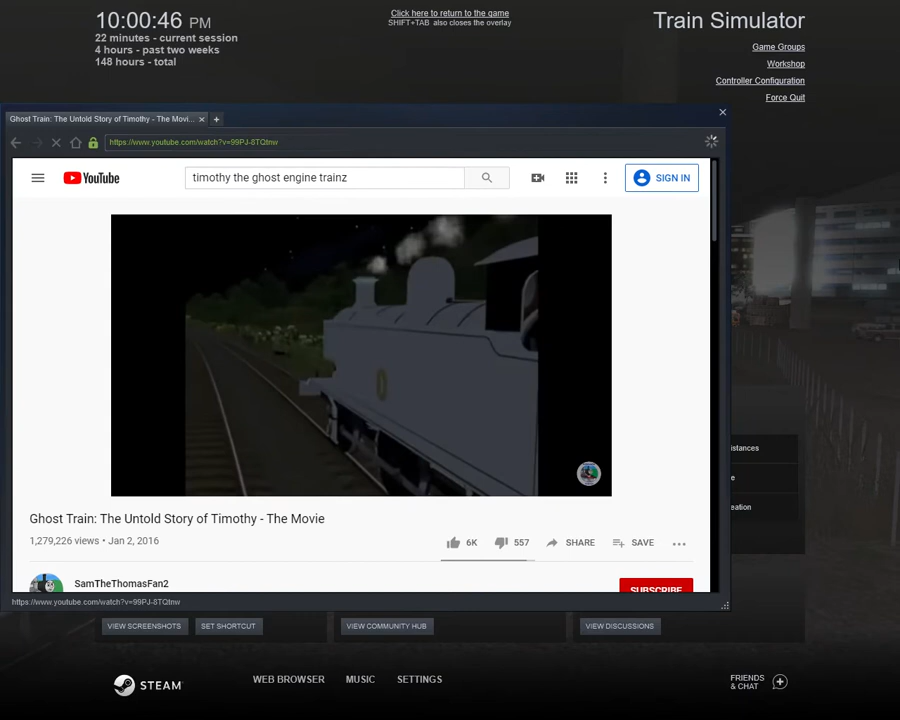 10:00:46 PM
22 minutes - current session
4 hours - past two weeks
148 hours - total
Click here to return to the game
SHIFT+TAB also closes the overlay
Train Simulator
Game Groups
Workshop
Controller Configuration
Force Quit
Ghost Train: The Untold Story of Timothy - The Movi...
https://www.youtube.com/watch?v=99PJ-8TQtnw
YouTube
timothy the ghost engine trainz
SIGN IN
Ghost Train: The Untold Story of Timothy - The Movie
1,279,226 views • Jan 2, 2016
6K
557
SHARE
SAVE
SamTheThomasFan2
SUBSCRIBE
https://www.youtube.com/watch?v=99PJ-8TQtnw
istances
e
eation
VIEW SCREENSHOTS
SET SHORTCUT
VIEW COMMUNITY HUB
VIEW DISCUSSIONS
STEAM
WEB BROWSER
MUSIC
SETTINGS
FRIENDS
& CHAT